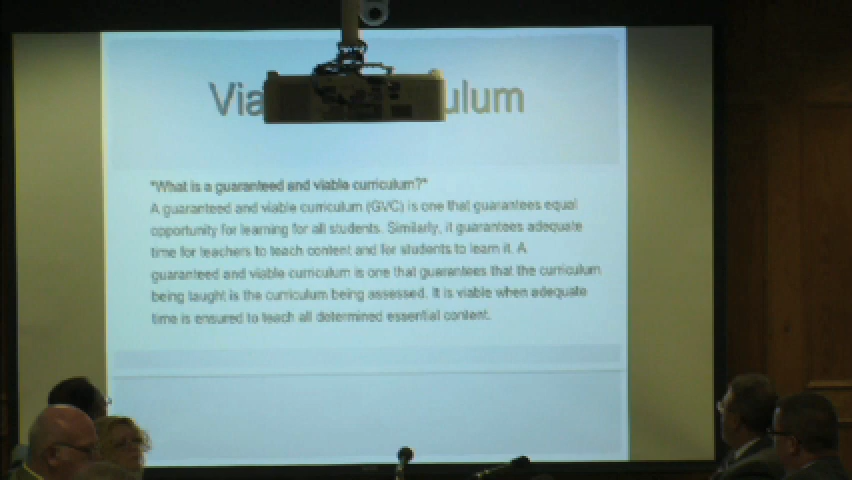 Via ulum
"What is a guaranteed and viable curriculum?"
A guaranteed and viable curriculum (GVC) is one that guarantees equal
opportunity for learning for all students. Similarly, it guarantees adequate
time for teachers to teach content and for students to learn it. A
guaranteed and viable curriculum is one that guarantees that the curriculum
being taught is the curriculum being assessed. It is viable when adequate
time is ensured to teach all determined essential content.